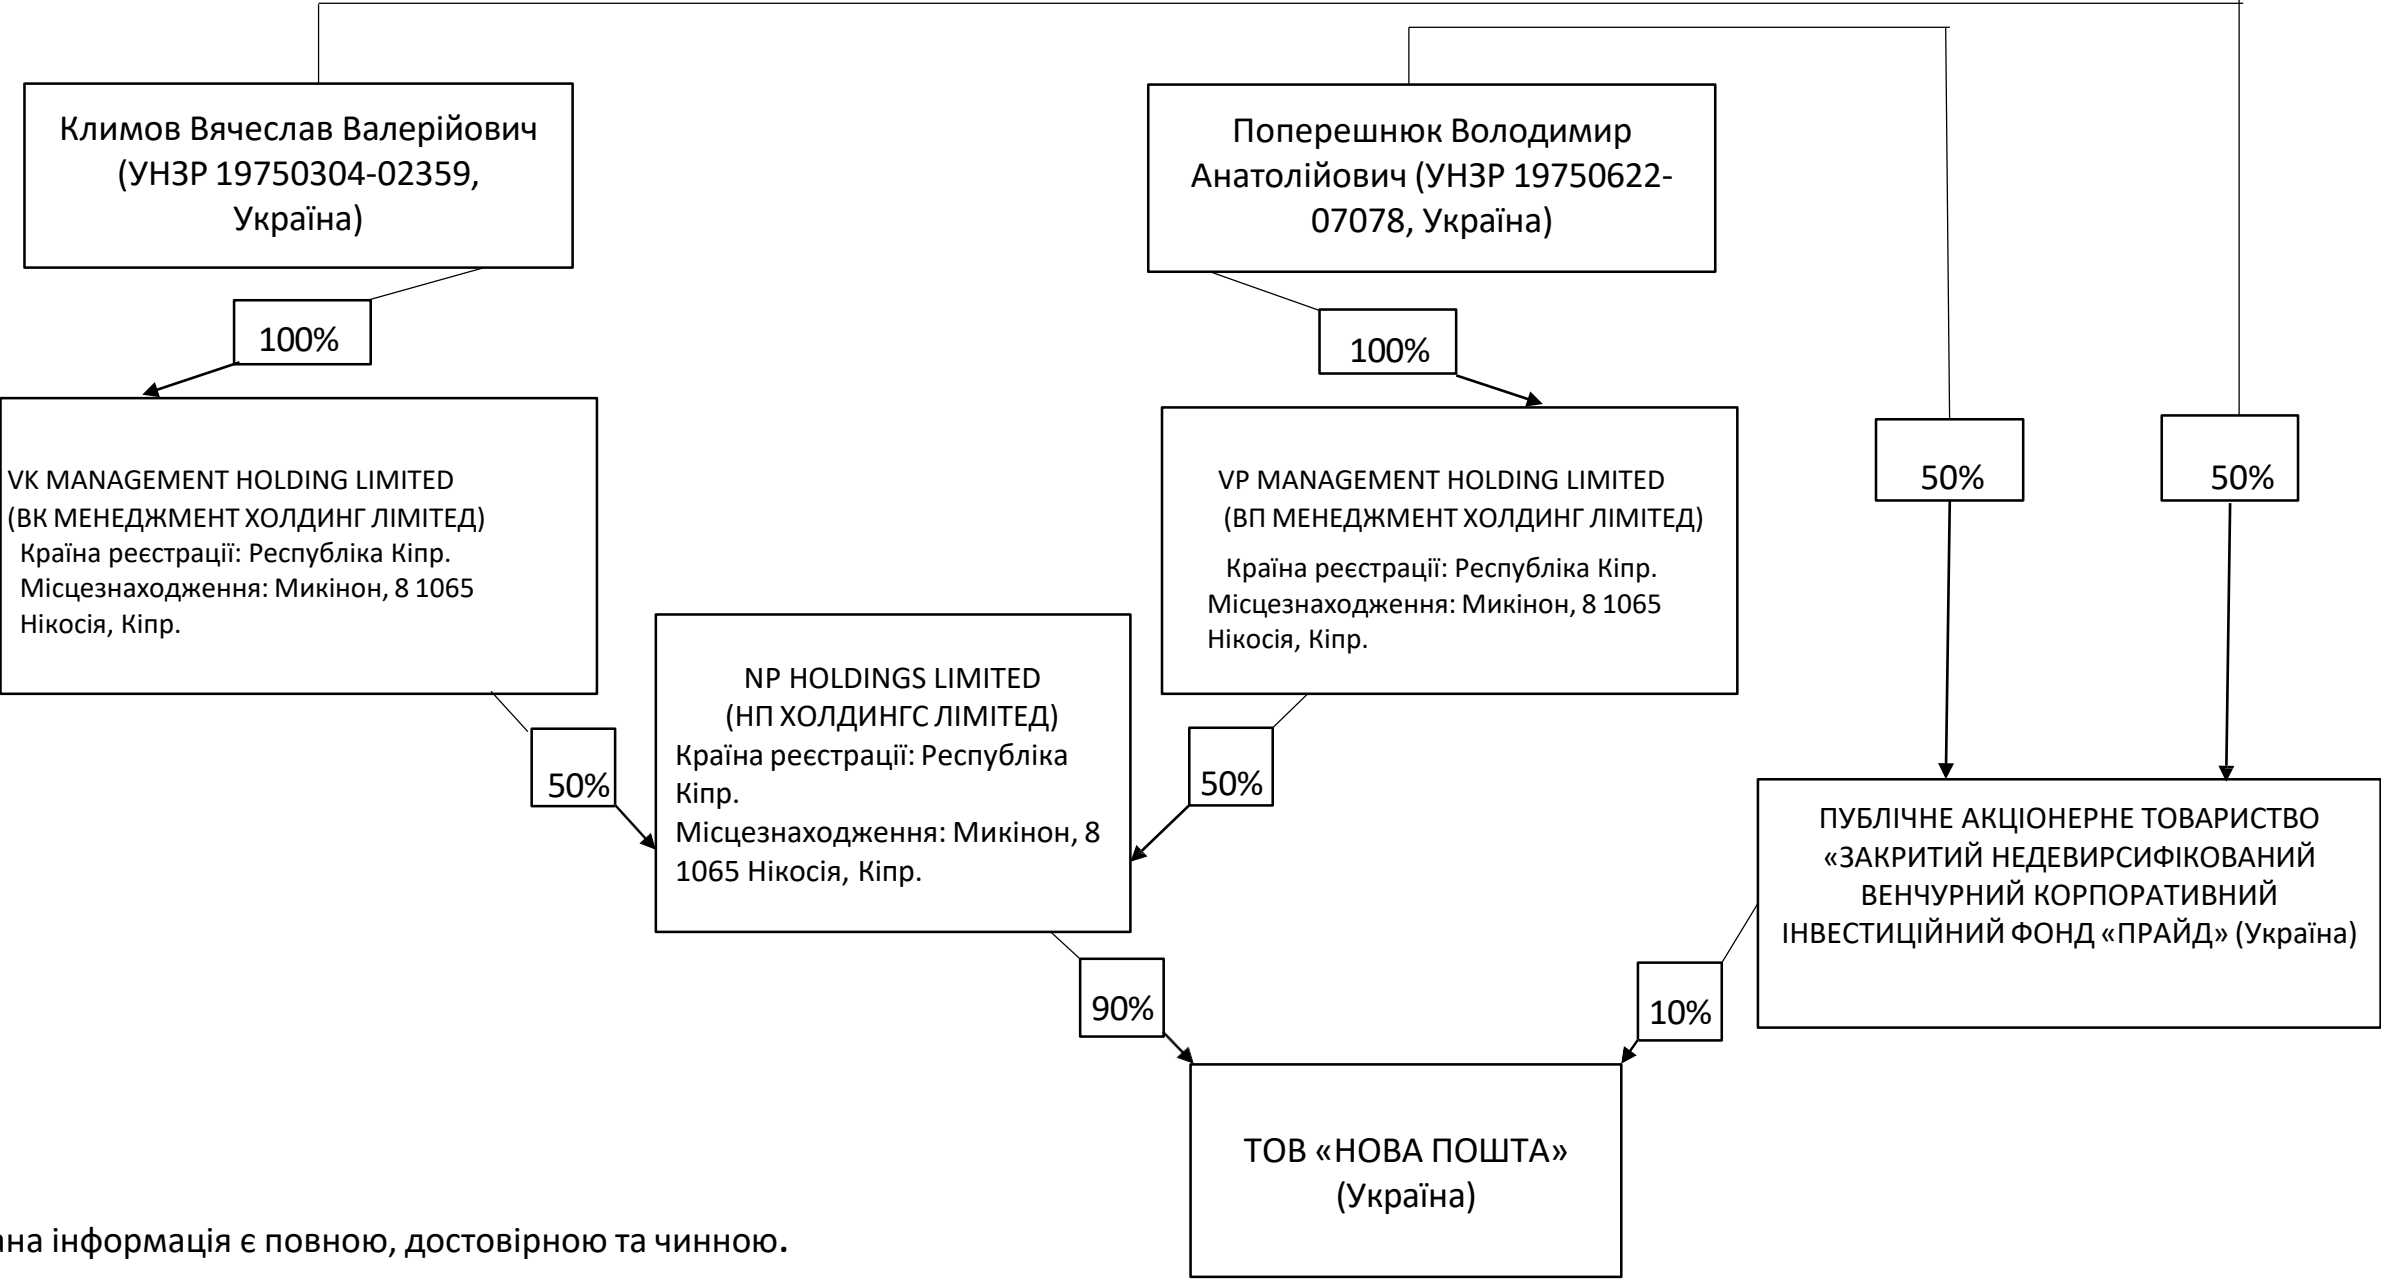 Климов Вячеслав Валерійович
(УНЗР 19750304-02359,
Україна)
Поперешнюк Володимир
Анатолійович (УНЗР 19750622-
07078, Україна)
100%
100%
VK MANAGEMENT HOLDING LIMITED
(ВК МЕНЕДЖМЕНТ ХОЛДИНГ ЛІМІТЕД)
Країна реєстрації: Республіка Кіпр.
Місцезнаходження: Микінон, 8 1065
Нікосія, Кіпр.
VP MANAGEMENT HOLDING LIMITED
(ВП МЕНЕДЖМЕНТ ХОЛДИНГ ЛІМІТЕД)
Країна реєстрації: Республіка Кіпр.
Місцезнаходження: Микінон, 8 1065
Нікосія, Кіпр.
50%
50%
NP HOLDINGS LIMITED
(НП ХОЛДИНГС ЛІМІТЕД)
Країна реєстрації: Республіка
Кіпр.
Місцезнаходження: Микінон, 8
1065 Нікосія, Кіпр.
50%
50%
ПУБЛІЧНЕ АКЦІОНЕРНЕ ТОВАРИСТВО
«ЗАКРИТИЙ НЕДЕВИРСИФІКОВАНИЙ
ВЕНЧУРНИЙ КОРПОРАТИВНИЙ
ІНВЕСТИЦІЙНИЙ ФОНД «ПРАЙД» (Україна)
90%
10%
ТОВ «НОВА ПОШТА»
(Україна)
інформація є повною, достовірною та чинною.